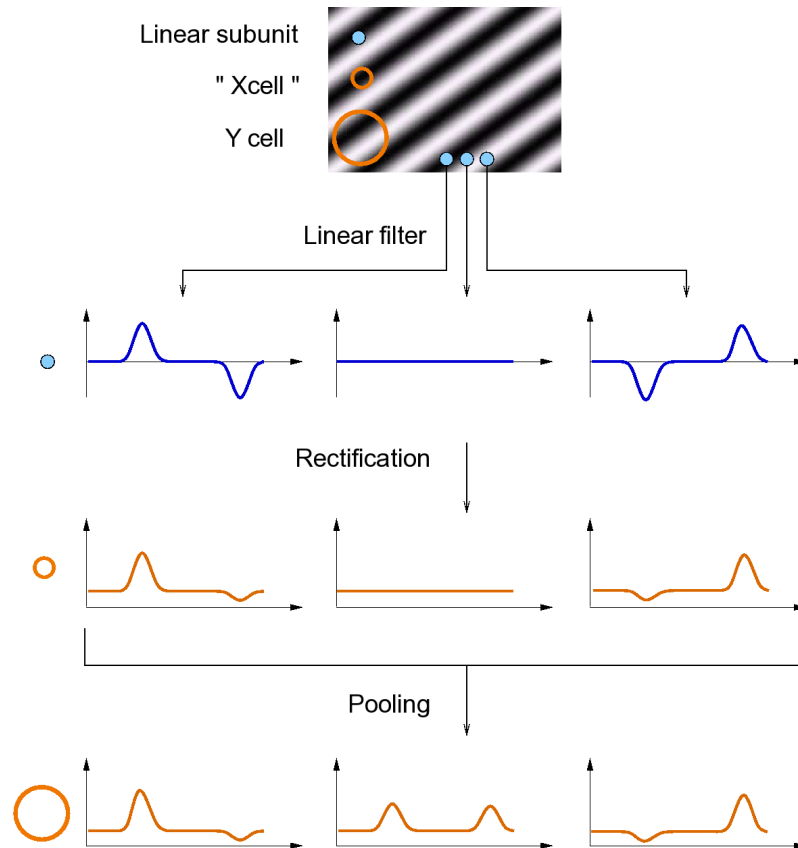 Linear subunit
" Xcell "
Y cell
Linear filter
Rectification
Pooling